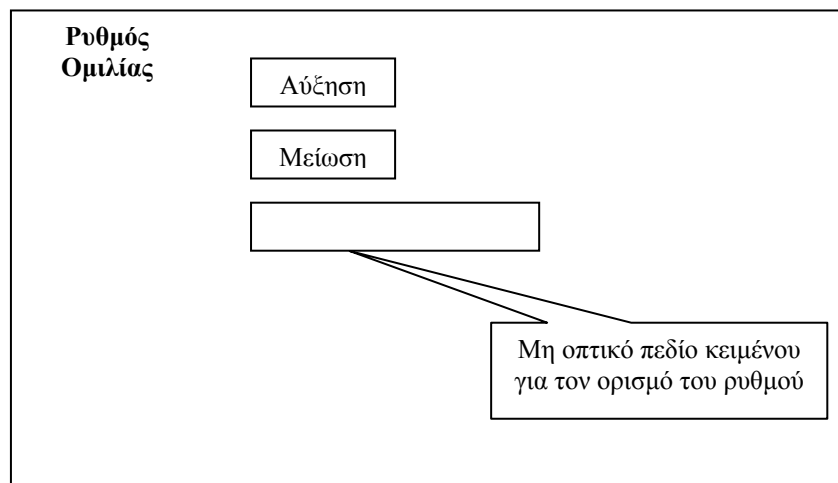 Ρυθμός
Ομιλίας
Αύξηση
Μείωση
Μη οπτικό πεδίο κειμένου
για τον ορισμό του ρυθμού